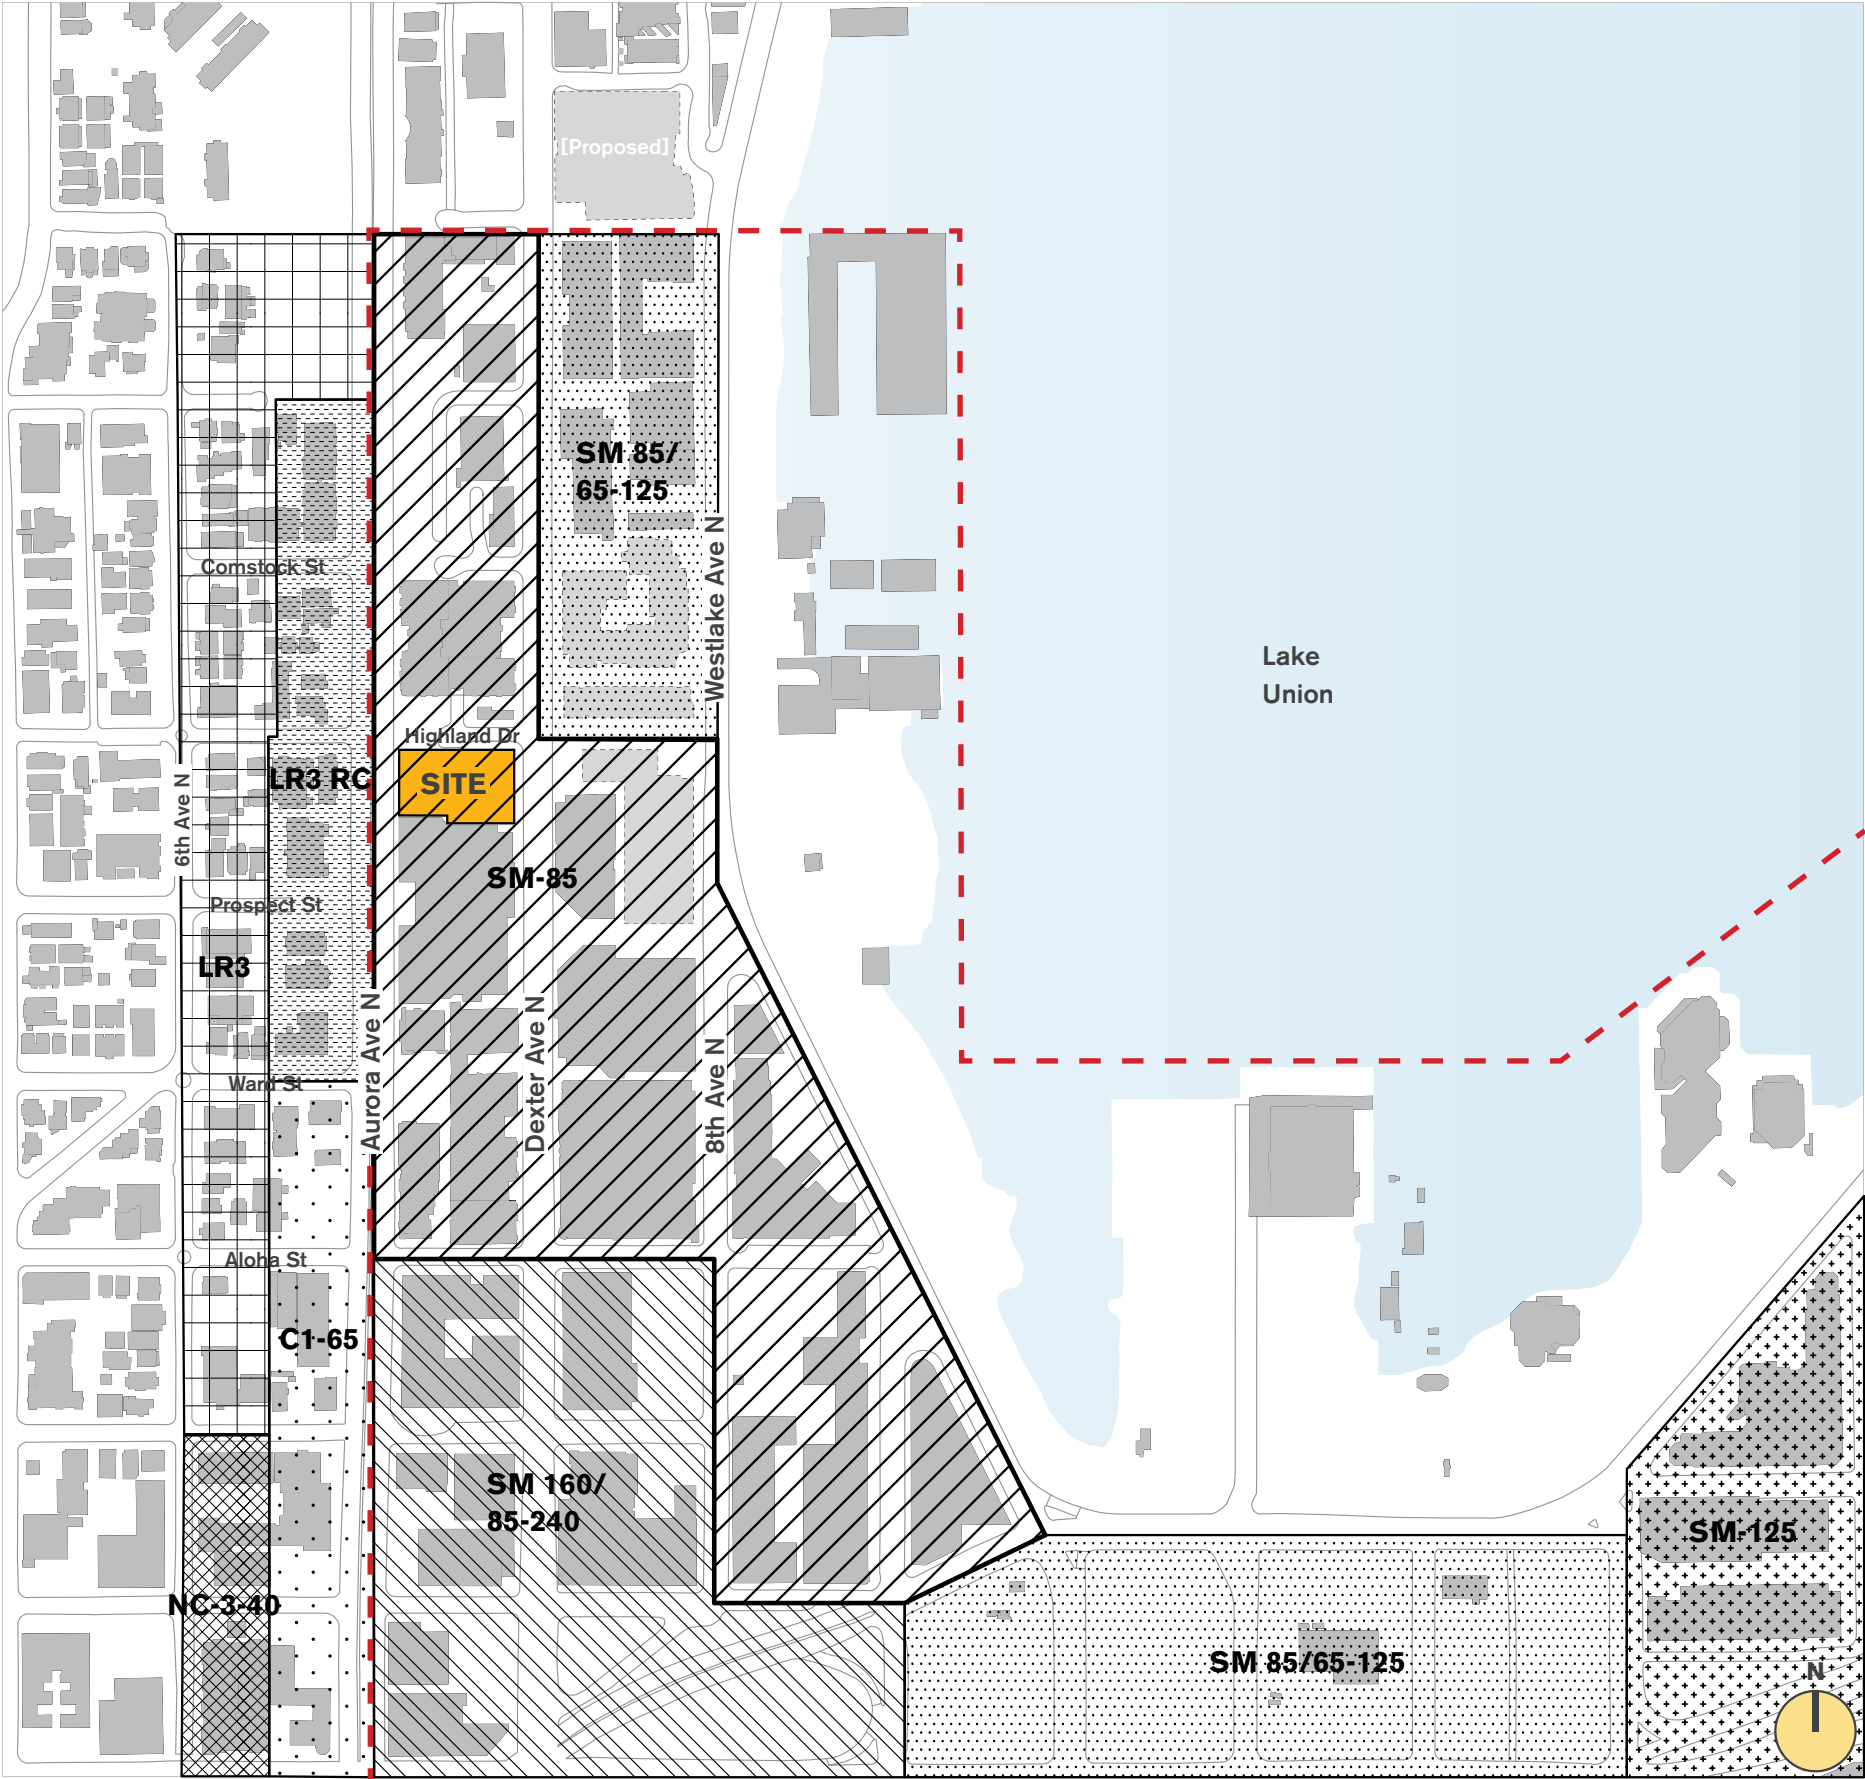 [Proposed]
SM 85/
65-125
Westlake Ave N
Comstock St
Lake
Union
Highland Dr
LR3 RC
SITE
6th Ave N
SM-85
Prospect St
LR3
Aurora Ave N
Dexter Ave N
8th Ave N
Ward St
Aloha St
C1-65
SM 160/
85-240
SM-125
NC-3-40
SM 85/65-125
N